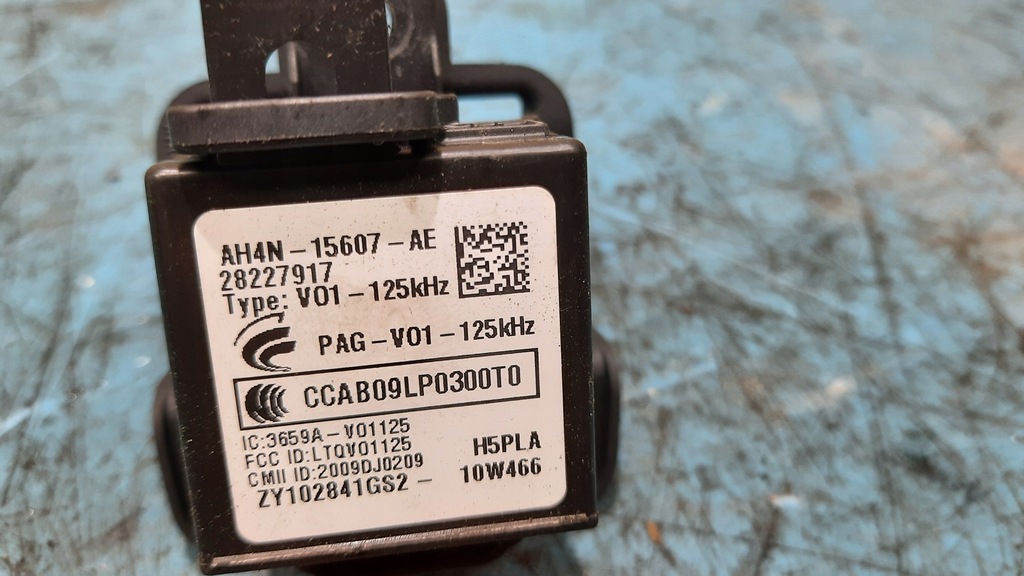 AH4N-15607-AE
28227917
Type: V01-125kHz
PAG-V01-125kHz
CCAB09LP0300T0
IC:3659A-V01125
FCC ID:LTQV01125
CMII ID:2009DJ0209
ZY102841GS2-
H5PLA
10W466